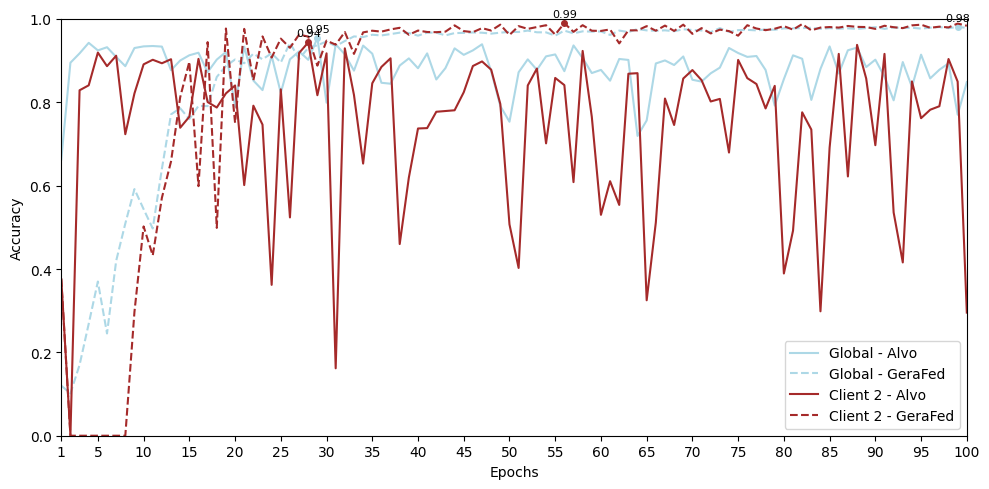 0.94
0.95
0.99
0.98
1.0
0.8
0.6
0.4
0.2
0.0
Accuracy
1 5 10 15 20 25 30 35 40 45 50 55 60 65 70 75 80 85 90 95 100
Epochs
Global - Alvo
Global - GeraFed
Client 2 - Alvo
Client 2 - GeraFed